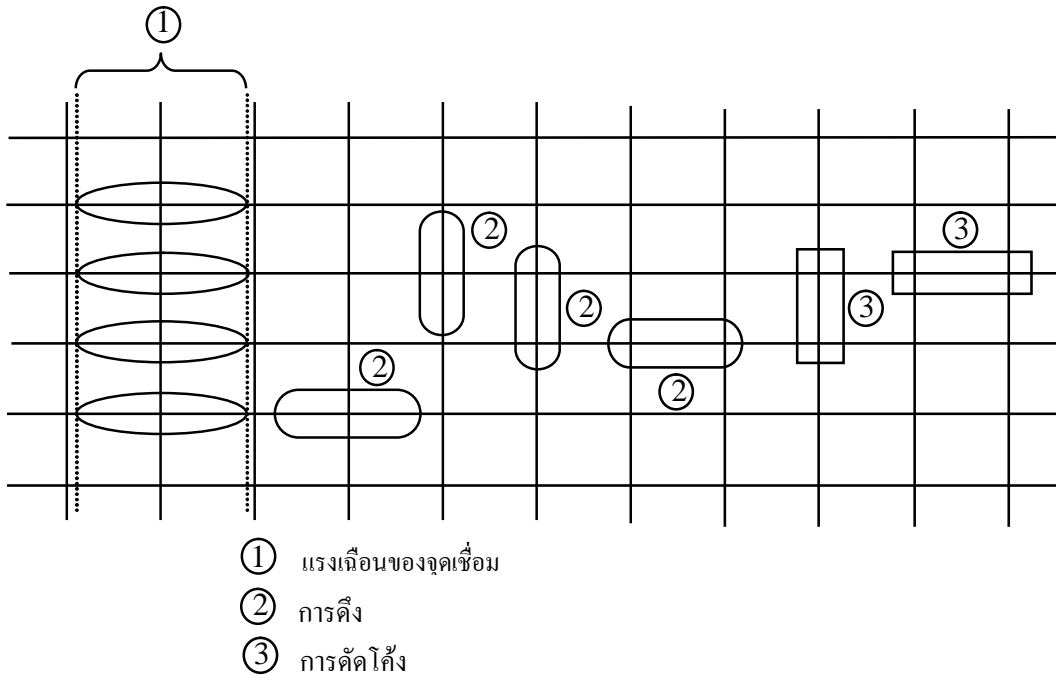 ①
②
③
②
③
②
②
① แรงเฉือนของจุดเชื่อม
② การดึง
③ การดัดโค้ง